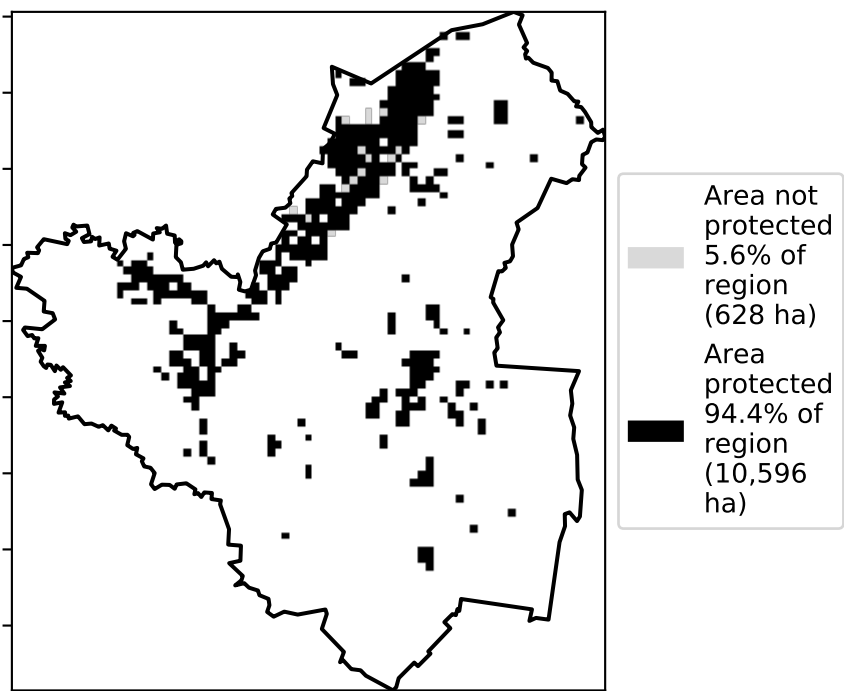 Area not
protected
5.6% of
region
(628 ha)
Area
protected
94.4% of
region
(10,596
ha)